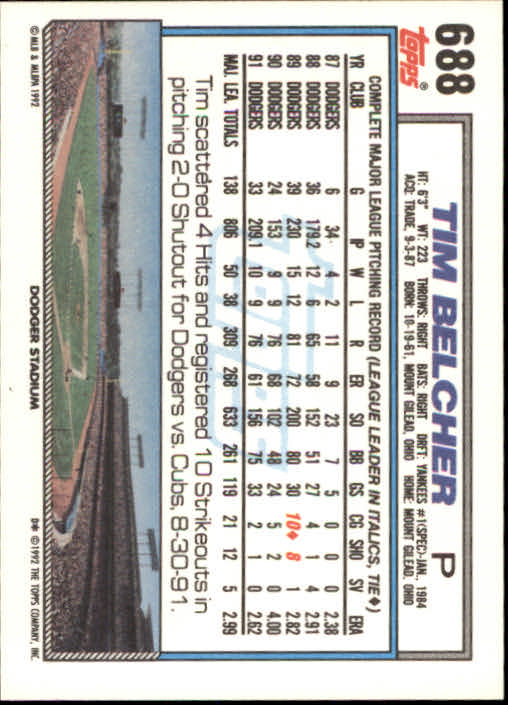 688
TOPPS®
TIM BELCHER P
HT: 6'3" WT: 223 THROWS: RIGHT BATS: RIGHT DRFT: YANKEES #1(SPEC)-JAN., 1984
ACQ: TRADE, 9-3-87 BORN: 10-19-61, MOUNT GILEAD, OHIO HOME: MOUNT GILEAD, OHIO
COMPLETE MAJOR LEAGUE PITCHING RECORD (LEAGUE LEADER IN ITALICS, TIE♦)
YR CLUB G IP W L R ER SO BB GS CG SHO SV ERA
87 DODGERS 6 34 4 2 11 9 23 7 5 0 0 0 2.38
88 DODGERS 36 179.2 12 6 65 58 152 51 27 4 1 4 2.91
89 DODGERS 39 230 15 12 81 72 200 80 30 10♦ 8 1 2.82
90 DODGERS 24 153 9 9 76 68 102 48 24 5 2 0 4.00
91 DODGERS 33 209.1 10 9 76 61 156 75 33 2 1 0 2.62
MAJ. LEA. TOTALS 138 806 50 38 309 268 633 261 119 21 12 5 2.99
Tim scattered 4 Hits and registered 10 Strikeouts in
pitching 2-0 Shutout for Dodgers vs. Cubs, 8-30-91.
©MLB & MLBPA 1992
DODGER STADIUM
D* ©1992 THE TOPPS COMPANY, INC.